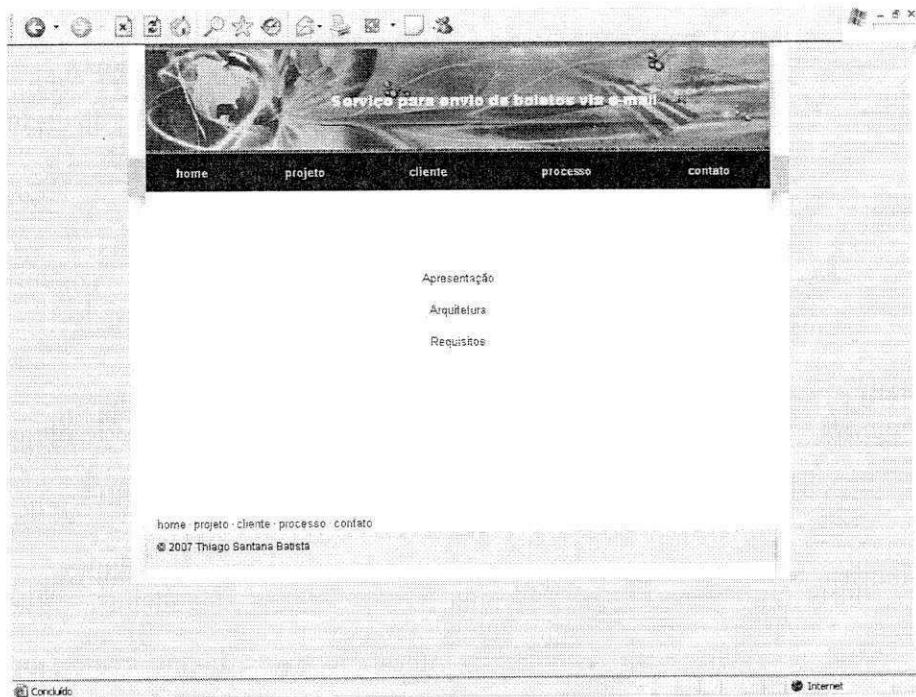 Serviço para envio de boletos via e-mail
home projeto cliente processo contato
Apresentação
Arquitetura
Requisitos
home · projeto · cliente · processo · contato
© 2007 Thiago Santana Batista
Concluído Internet